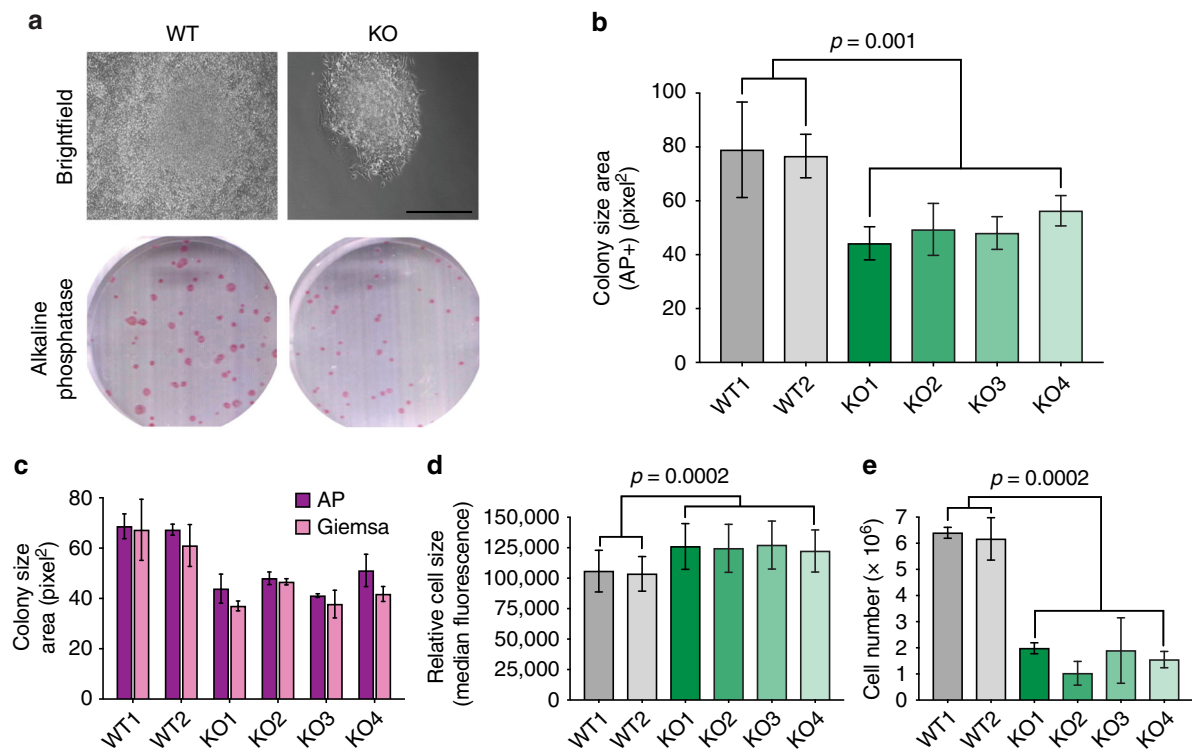 a
WT
KO
Brightfield
Alkaline
phosphatase
b
p = 0.001
Colony size area
(AP+) (pixel²)
100
80
60
40
20
0
WT1
WT2
KO1
KO2
KO3
KO4
c
AP
Giemsa
Colony size
area (pixel²)
80
60
40
20
0
WT1
WT2
KO1
KO2
KO3
KO4
d
p = 0.0002
Relative cell size
(median fluorescence)
150,000
125,000
100,000
75,000
50,000
25,000
0
WT1
WT2
KO1
KO2
KO3
KO4
e
p = 0.0002
Cell number (× 10⁶)
7
6
5
4
3
2
1
0
WT1
WT2
KO1
KO2
KO3
KO4